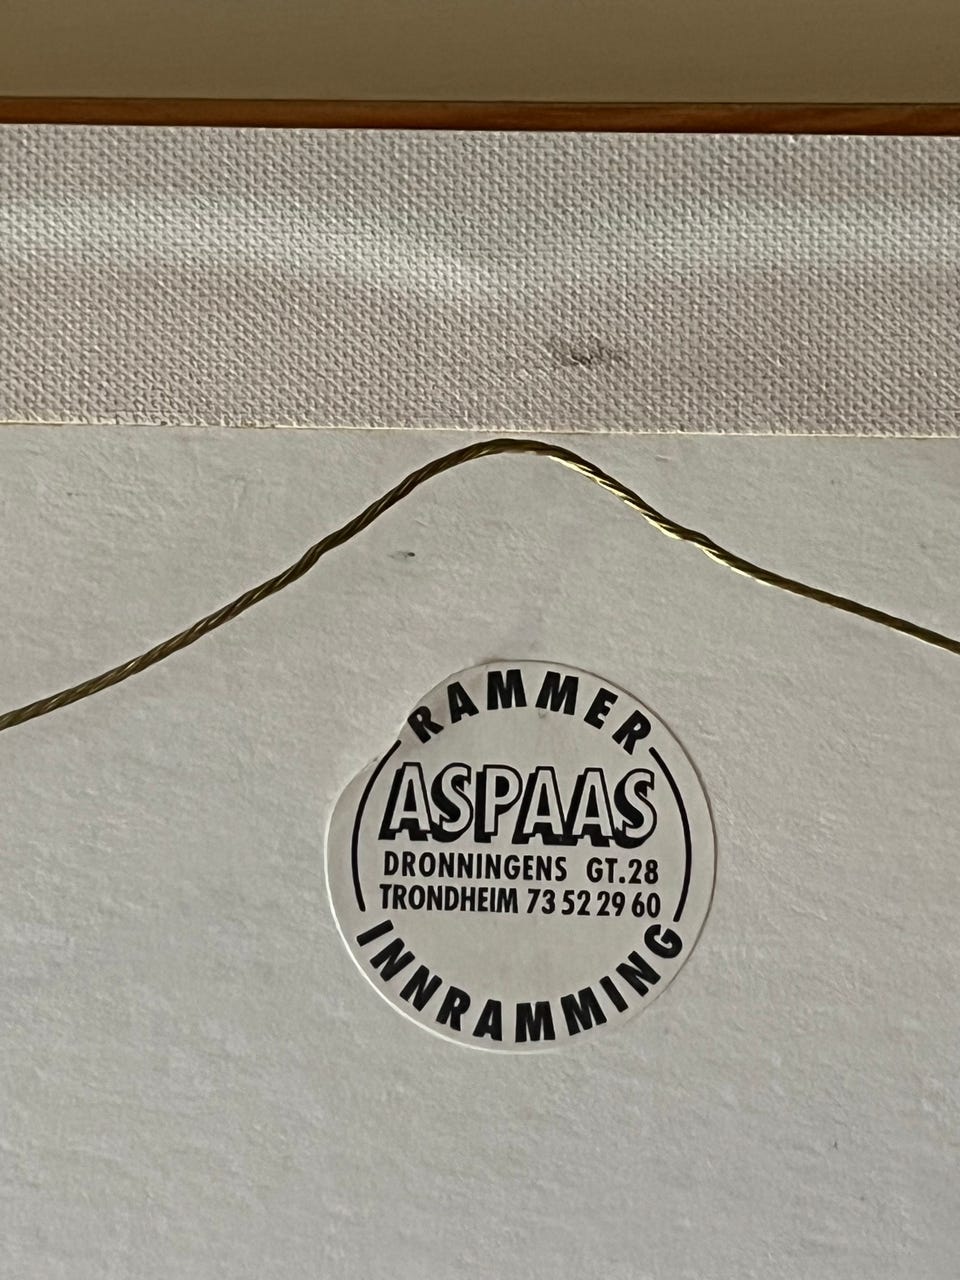 RAMMER
ASPAAS
DRONNINGENS GT.28
TRONDHEIM 73 52 29 60
INNRAMMING